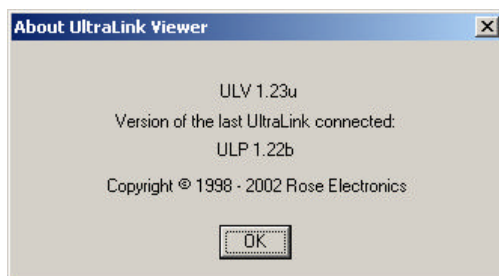 About UltraLink Viewer
ULV 1.23u
Version of the last UltraLink connected:
ULP 1.22b
Copyright © 1998 - 2002 Rose Electronics
OK